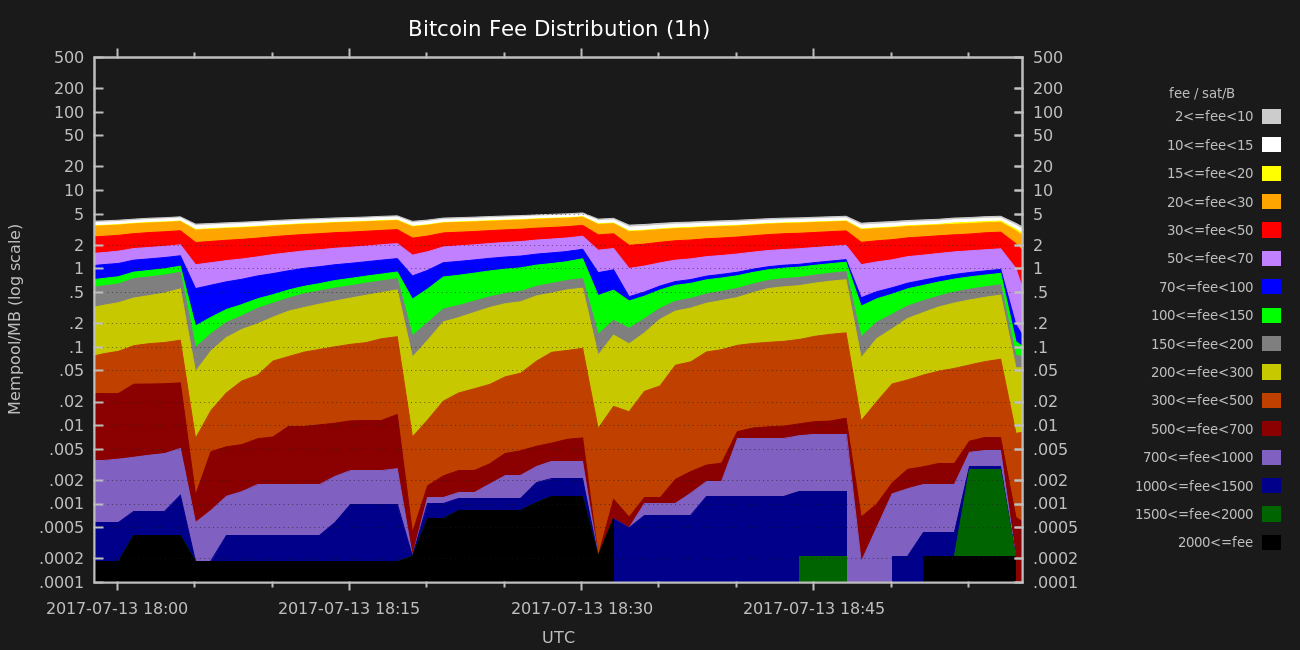 Bitcoin Fee Distribution (1h)
Mempool/MB (log scale)
500
200
100
50
20
10
5
2
1
.5
.2
.1
.05
.02
.01
.005
.002
.001
.0005
.0002
.0001
500
200
100
50
20
10
5
2
1
.5
.2
.1
.05
.02
.01
.005
.002
.001
.0005
.0002
.0001
2017-07-13 18:00
2017-07-13 18:15
2017-07-13 18:30
2017-07-13 18:45
UTC
fee / sat/B
2<=fee<10
10<=fee<15
15<=fee<20
20<=fee<30
30<=fee<50
50<=fee<70
70<=fee<100
100<=fee<150
150<=fee<200
200<=fee<300
300<=fee<500
500<=fee<700
700<=fee<1000
1000<=fee<1500
1500<=fee<2000
2000<=fee